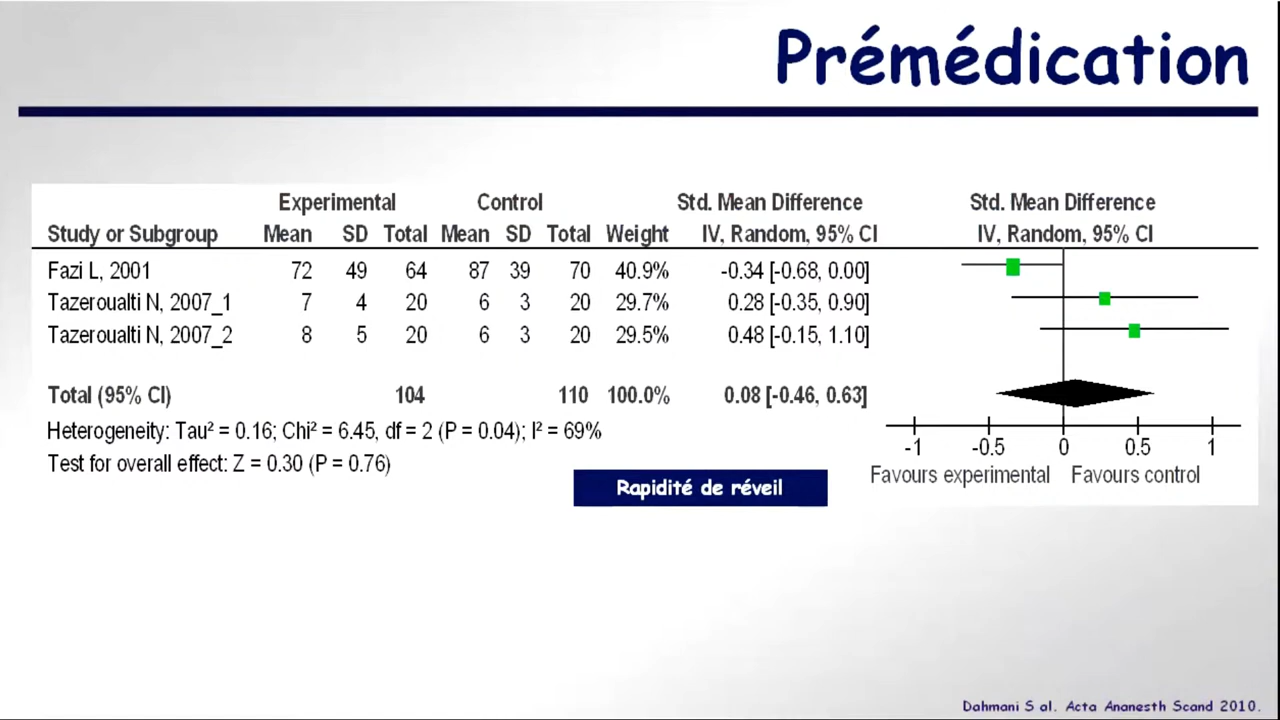 Prémédication
Experimental Control Std. Mean Difference Std. Mean Difference
Study or Subgroup Mean SD Total Mean SD Total Weight IV, Random, 95% CI IV, Random, 95% CI
Fazi L, 2001 72 49 64 87 39 70 40.9% -0.34 [-0.68, 0.00]
Tazeroualti N, 2007_1 7 4 20 6 3 20 29.7% 0.28 [-0.35, 0.90]
Tazeroualti N, 2007_2 8 5 20 6 3 20 29.5% 0.48 [-0.15, 1.10]
Total (95% CI) 104 110 100.0% 0.08 [-0.46, 0.63]
Heterogeneity: Tau² = 0.16; Chi² = 6.45, df = 2 (P = 0.04); I² = 69%
Test for overall effect: Z = 0.30 (P = 0.76)
-1 -0.5 0 0.5 1
Favours experimental Favours control
Rapidité de réveil
Dahmani S al. Acta Ananesth Scand 2010.